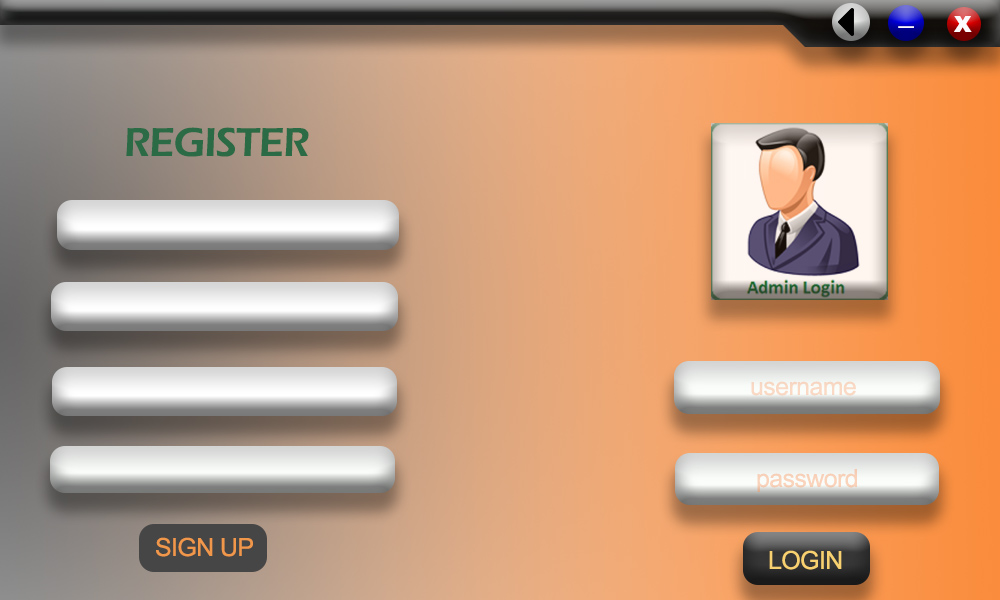 X
REGISTER
Admin Login
username
password
SIGN UP
LOGIN